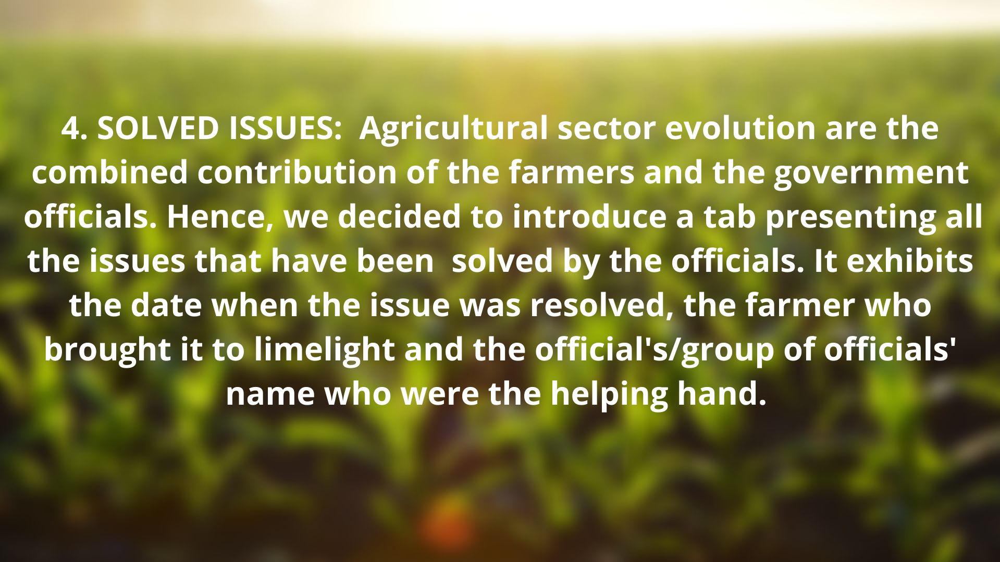 4. SOLVED ISSUES:  Agricultural sector evolution are the
combined contribution of the farmers and the government
officials. Hence, we decided to introduce a tab presenting all
the issues that have been  solved by the officials. It exhibits
the date when the issue was resolved, the farmer who
brought it to limelight and the official's/group of officials'
name who were the helping hand.